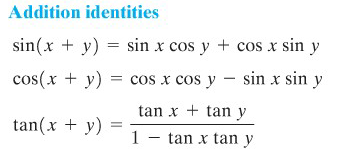 Addition identities
sin(x + y) = sin x cos y + cos x sin y
cos(x + y) = cos x cos y − sin x sin y
tan(x + y) = (tan x + tan y) / (1 − tan x tan y)